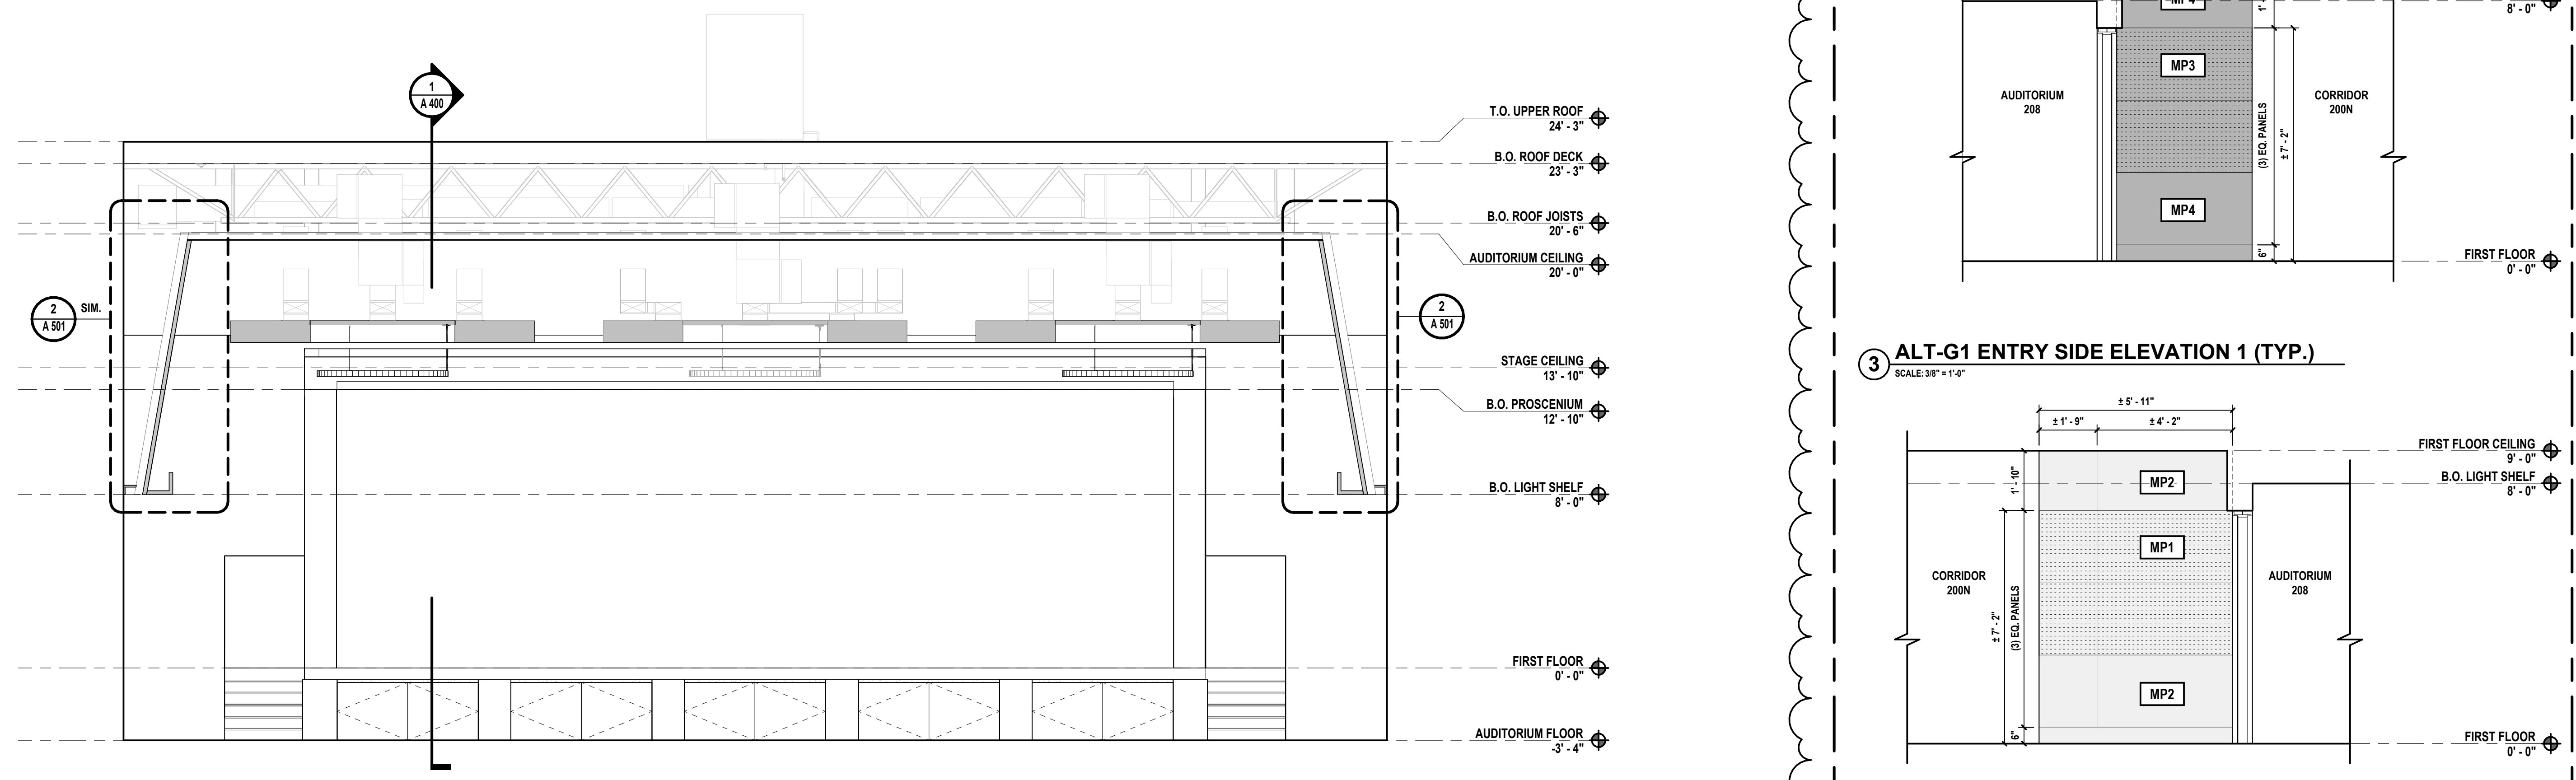 1
A 400
T.O. UPPER ROOF
24' - 3"
B.O. ROOF DECK
23' - 3"
B.O. ROOF JOISTS
20' - 6"
AUDITORIUM CEILING
20' - 0"
2
A 501
SIM.
2
A 501
STAGE CEILING
13' - 10"
B.O. PROSCENIUM
12' - 10"
B.O. LIGHT SHELF
8' - 0"
FIRST FLOOR
0' - 0"
AUDITORIUM FLOOR
-3' - 4"
MP4
8' - 0"
MP3
AUDITORIUM
208
CORRIDOR
200N
(3) EQ. PANELS
± 7' - 2"
MP4
6"
FIRST FLOOR
0' - 0"
3
ALT-G1 ENTRY SIDE ELEVATION 1 (TYP.)
SCALE: 3/8" = 1'-0"
± 5' - 11"
± 1' - 9"
± 4' - 2"
FIRST FLOOR CEILING
9' - 0"
1' - 10"
MP2
B.O. LIGHT SHELF
8' - 0"
MP1
CORRIDOR
200N
AUDITORIUM
208
± 7' - 2"
(3) EQ. PANELS
MP2
6"
FIRST FLOOR
0' - 0"